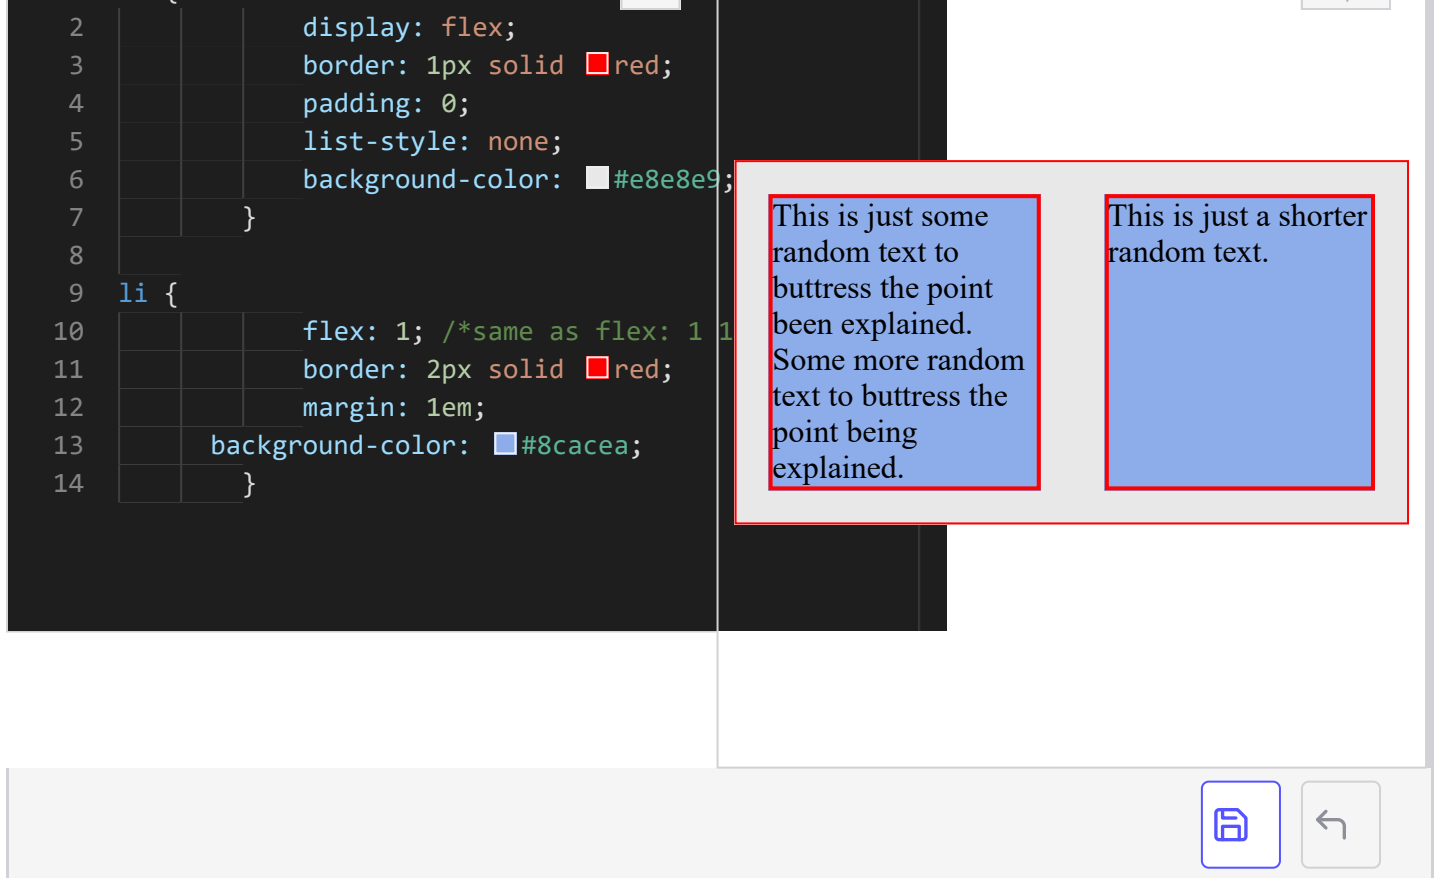 {
2 display: flex;
3 border: 1px solid red;
4 padding: 0;
5 list-style: none;
6 background-color: #e8e8e9;
7 }
8
9 li {
10 flex: 1; /*same as flex: 1 1
11 border: 2px solid red;
12 margin: 1em;
13 background-color: #8cacea;
14 }
This is just some
random text to
buttress the point
been explained.
Some more random
text to buttress the
point being
explained.
This is just a shorter
random text.